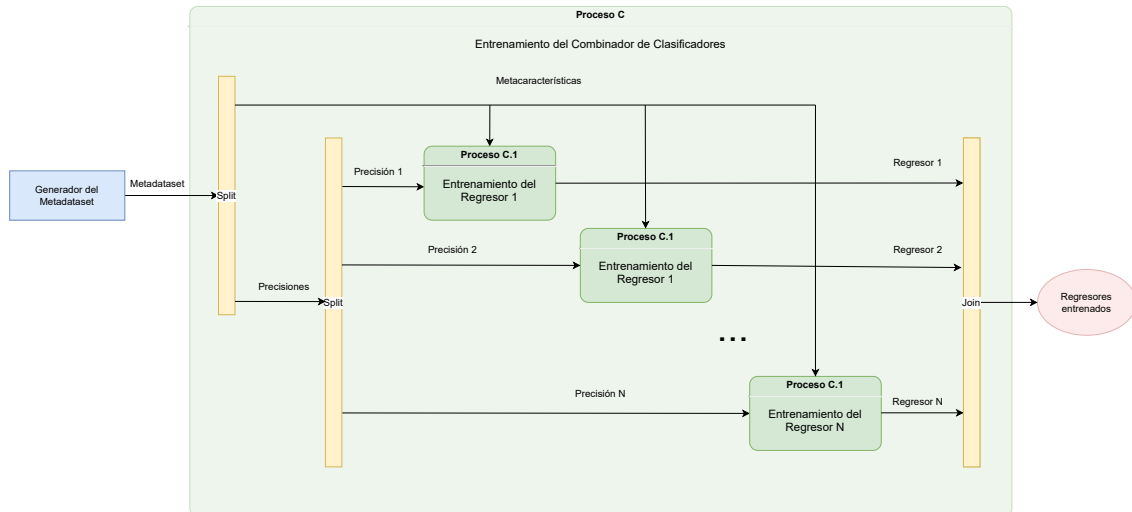 Proceso C
Entrenamiento del Combinador de Clasificadores
Metacaracterísticas
Proceso C.1
Precisión 1
Regresor 1
Entrenamiento del
Regresor 1
Generador del
Metadataset
Metadataset
Split
Proceso C.1
Precisión 2
Regresor 2
Entrenamiento del
Regresor 1
Precisiones
Split
Join
Regresores
entrenados
...
Proceso C.1
Precisión N
Regresor N
Entrenamiento del
Regresor N